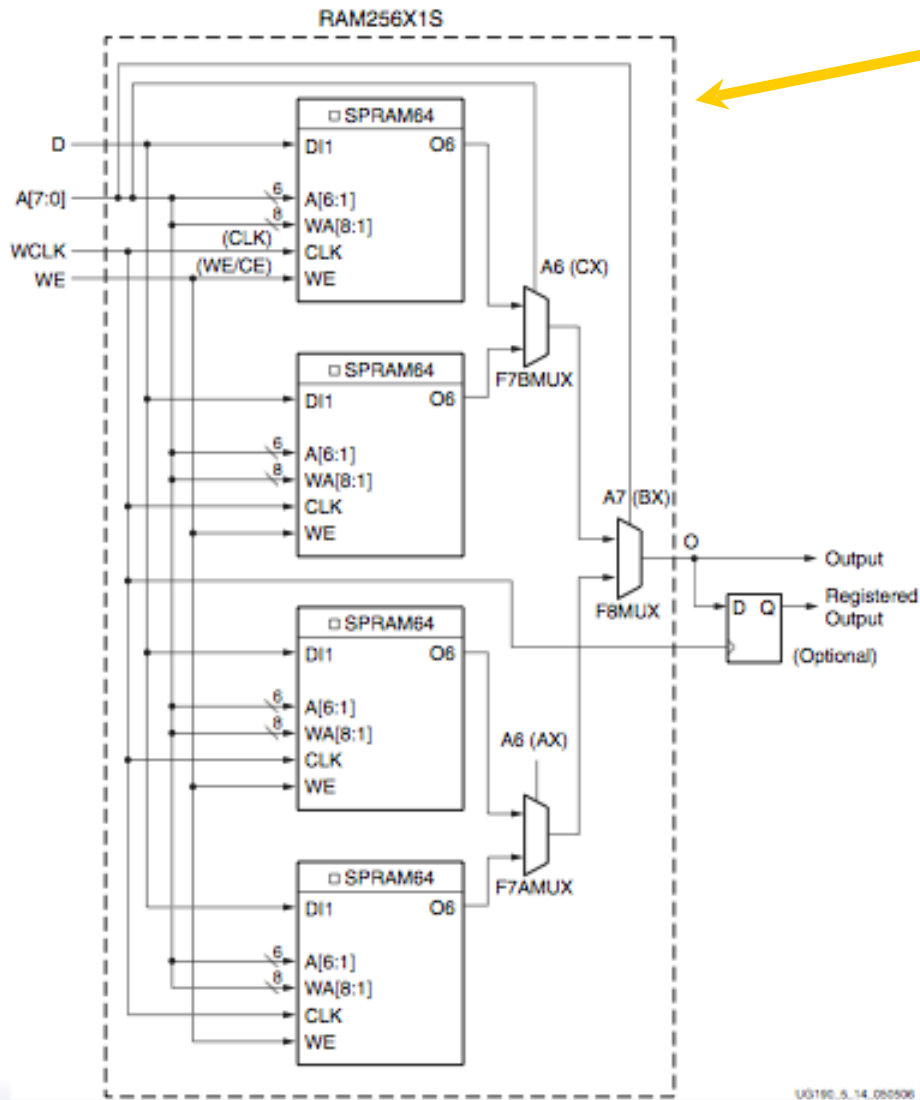 RAM256X1S
□ SPRAM64
D
DI1
O6
A[7:0]
6
A[6:1]
8
WA[8:1]
WCLK
(CLK)
CLK
WE
(WE/CE)
WE
A6 (CX)
F7BMUX
□ SPRAM64
DI1
O6
6
A[6:1]
8
WA[8:1]
CLK
WE
A7 (BX)
O
Output
F8MUX
D Q
Registered
Output
(Optional)
□ SPRAM64
DI1
O6
6
A[6:1]
8
WA[8:1]
CLK
WE
A6 (AX)
F7AMUX
□ SPRAM64
DI1
O6
6
A[6:1]
8
WA[8:1]
CLK
WE
UG190_5_14_050506